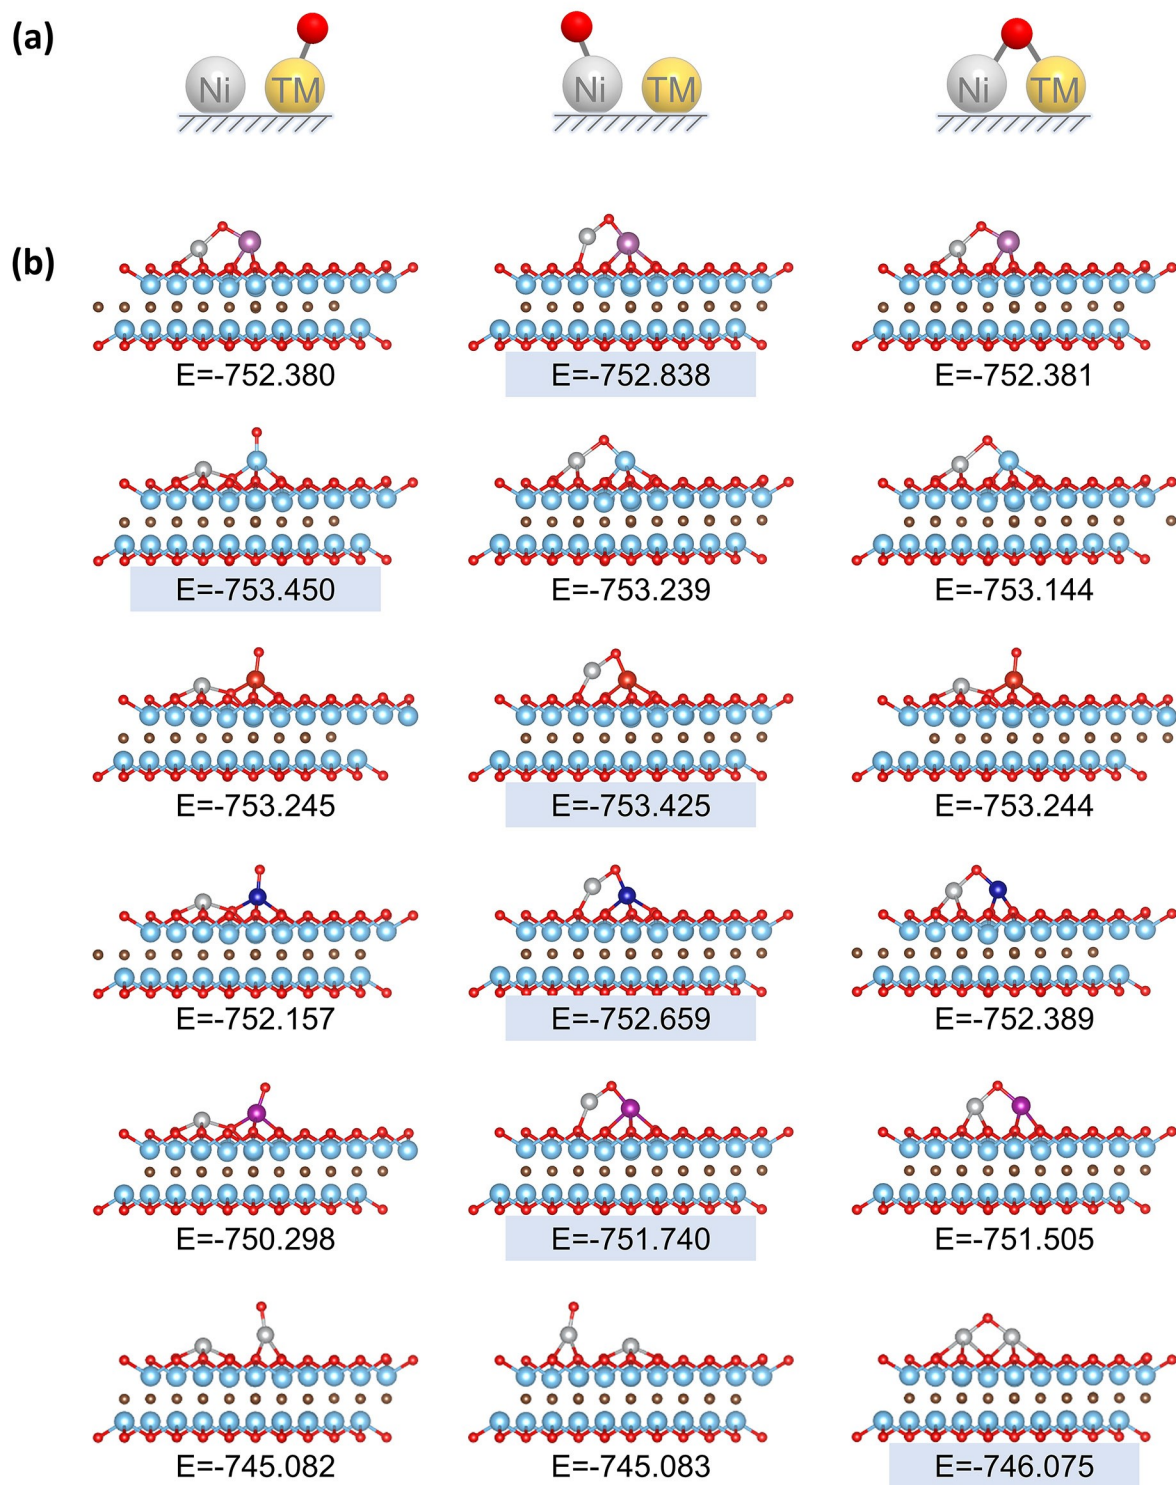 (a)
Ni TM
Ni TM
Ni TM
(b)
E=-752.380
E=-752.838
E=-752.381
E=-753.450
E=-753.239
E=-753.144
E=-753.245
E=-753.425
E=-753.244
E=-752.157
E=-752.659
E=-752.389
E=-750.298
E=-751.740
E=-751.505
E=-745.082
E=-745.083
E=-746.075